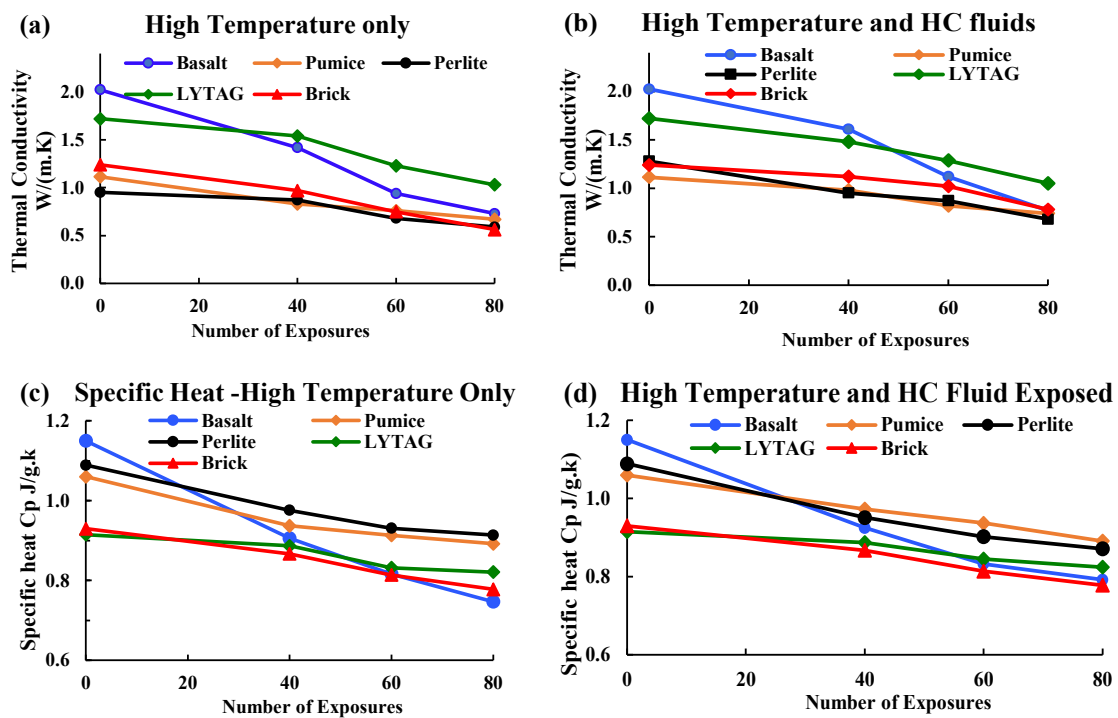 (a) High Temperature only
Basalt Pumice Perlite
LYTAG Brick
2.0
1.5
1.0
0.5
0.0
Thermal Conductivity
W/(m.K)
0 20 40 60 80
Number of Exposures
(b) High Temperature and HC fluids
Basalt Pumice
Perlite LYTAG
Brick
2.0
1.5
1.0
0.5
0.0
Thermal Conductivity
W/(m.K)
0 20 40 60 80
Number of Exposures
(c) Specific Heat -High Temperature Only
Basalt Pumice
Perlite LYTAG
Brick
1.2
1.0
0.8
0.6
Specific heat Cp J/g.k
0 20 40 60 80
Number of Exposures
(d) High Temperature and HC Fluid Exposed
Basalt Pumice Perlite
LYTAG Brick
1.2
1.0
0.8
0.6
Specific heat Cp J/g.k)
0 20 40 60 80
Number of Exposures